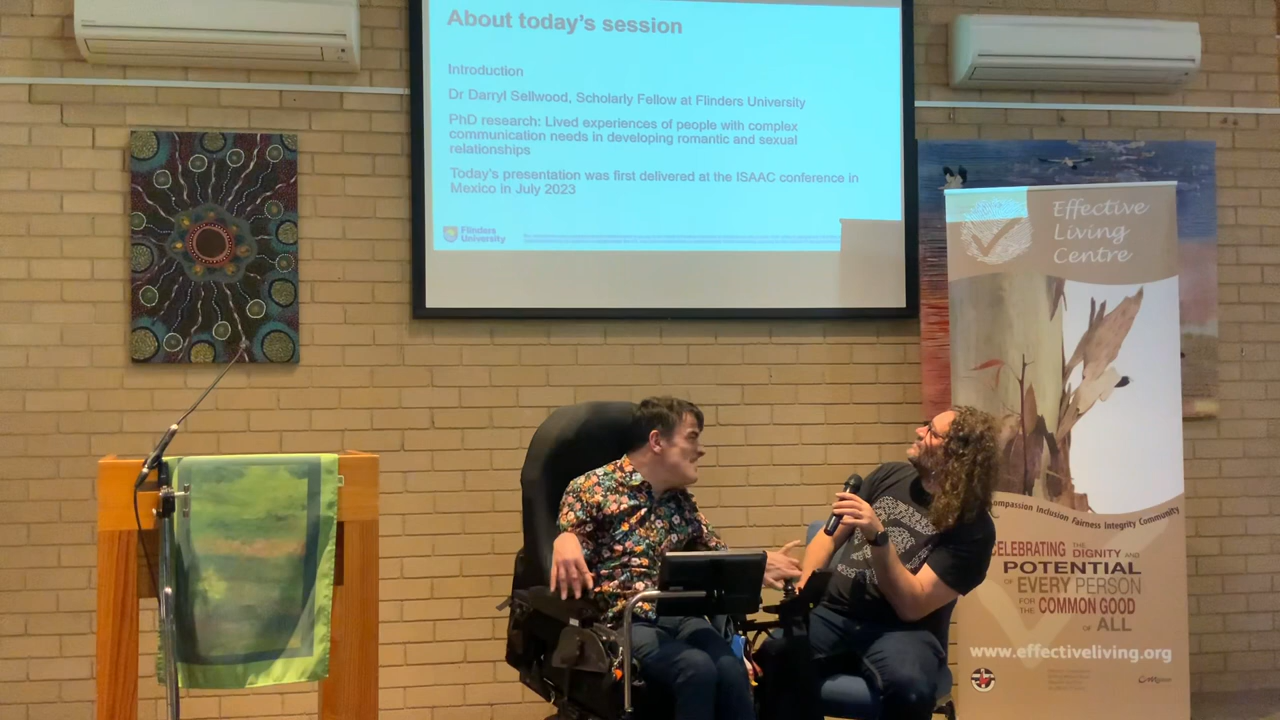 About today's session
Introduction
Dr Darryl Sellwood, Scholarly Fellow at Flinders University
PhD research: Lived experiences of people with complex
communication needs in developing romantic and sexual
relationships
Today's presentation was first delivered at the ISAAC conference in
Mexico in July 2023
Flinders
University
Effective
Living
Centre
Compassion Inclusion Fairness Integrity Community
CELEBRATING THE DIGNITY AND
POTENTIAL
OF EVERY PERSON
FOR THE COMMON GOOD
OF ALL
www.effectiveliving.org